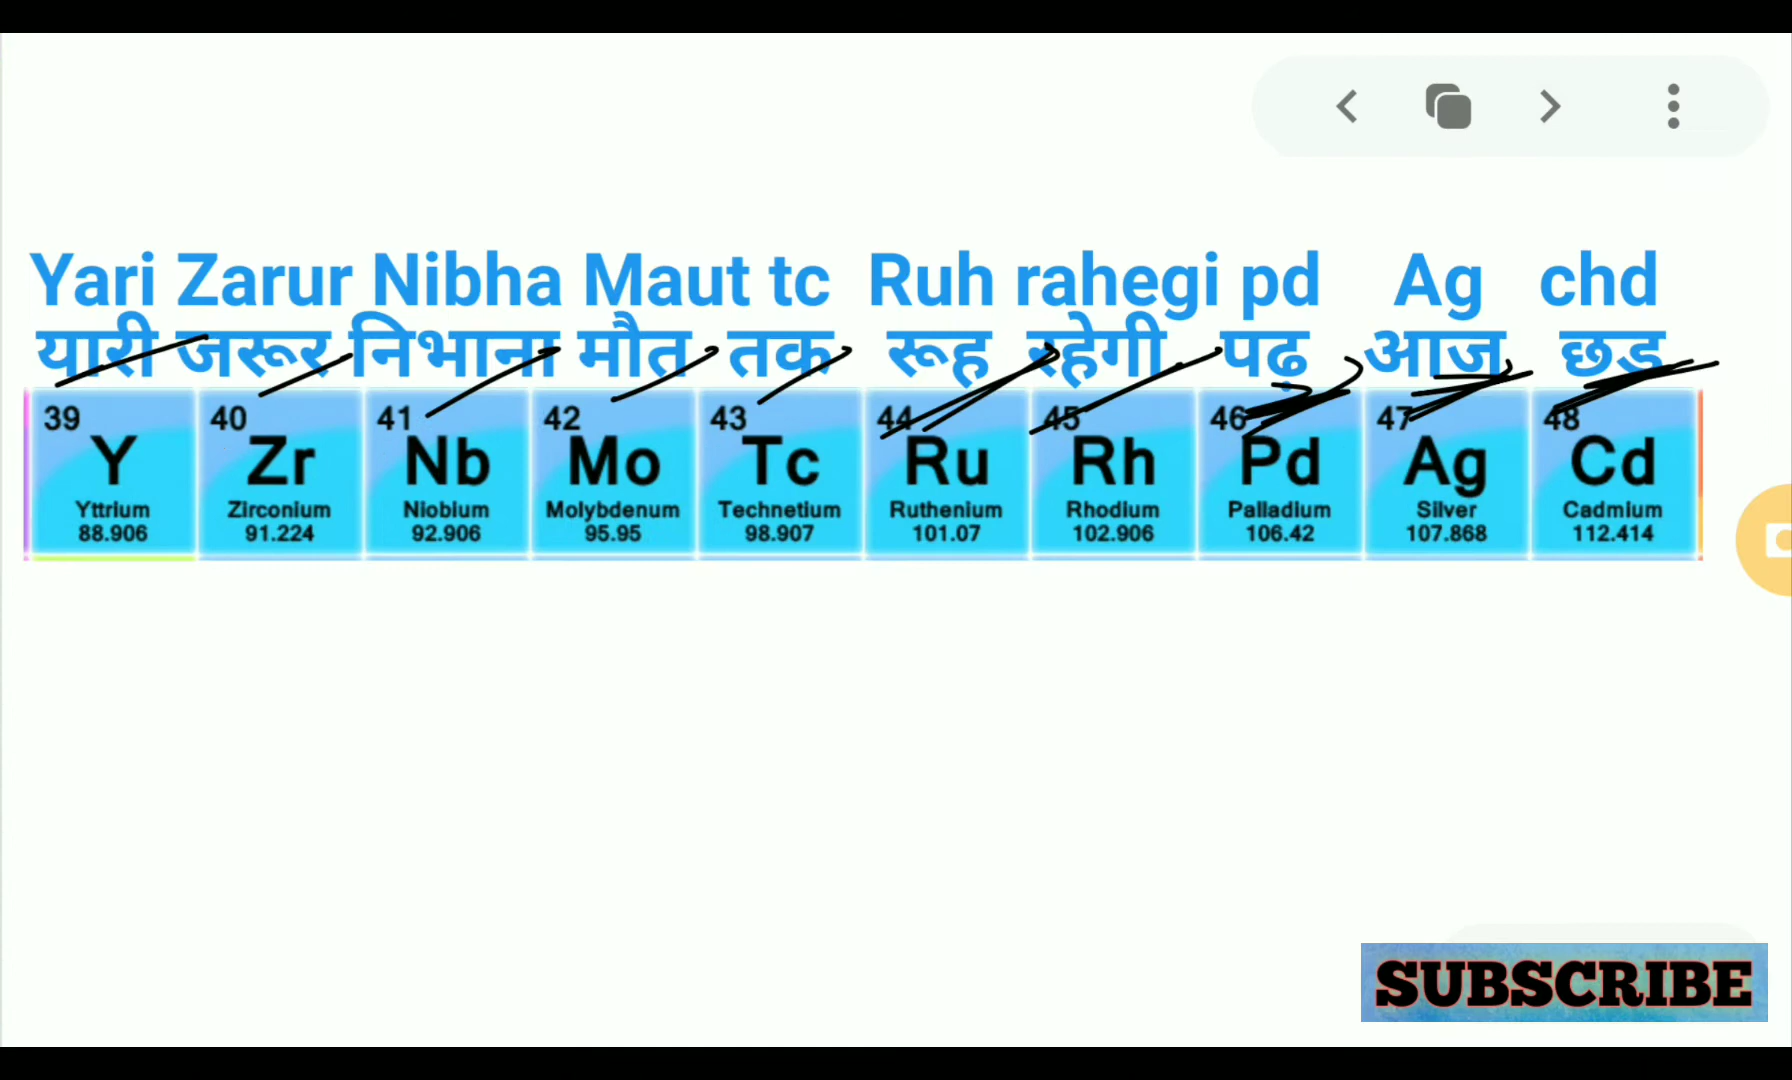 Yari Zarur Nibha Maut tc Ruh rahegi pd Ag chd
यारी जरूर निभाना मौत तक रूह रहेगी पढ़ आज छड
39 40 41 42 43 44 45 46 47 48
Y Zr Nb Mo Tc Ru Rh Pd Ag Cd
Yttrium Zirconium Niobium Molybdenum Technetium Ruthenium Rhodium Palladium Silver Cadmium
88.906 91.224 92.906 95.95 98.907 101.07 102.906 106.42 107.868 112.414
SUBSCRIBE